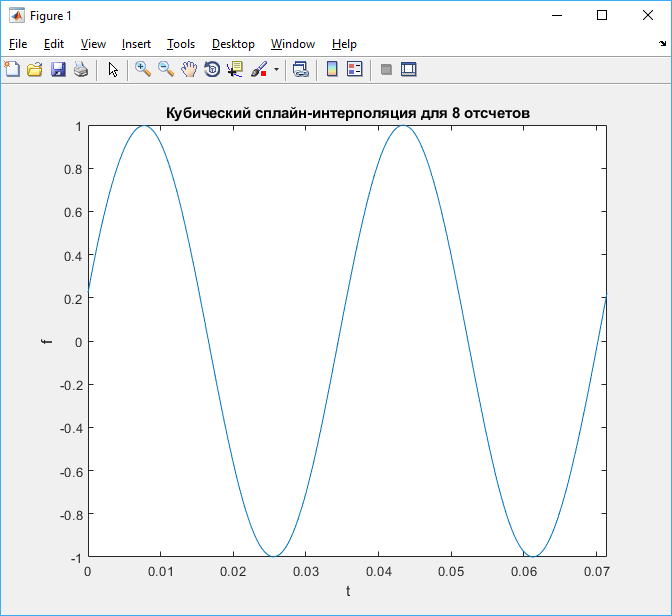 Figure 1
File Edit View Insert Tools Desktop Window Help
Кубический сплайн-интерполяция для 8 отсчетов
1
0.8
0.6
0.4
0.2
0
-0.2
-0.4
-0.6
-0.8
-1
f
0 0.01 0.02 0.03 0.04 0.05 0.06 0.07
t